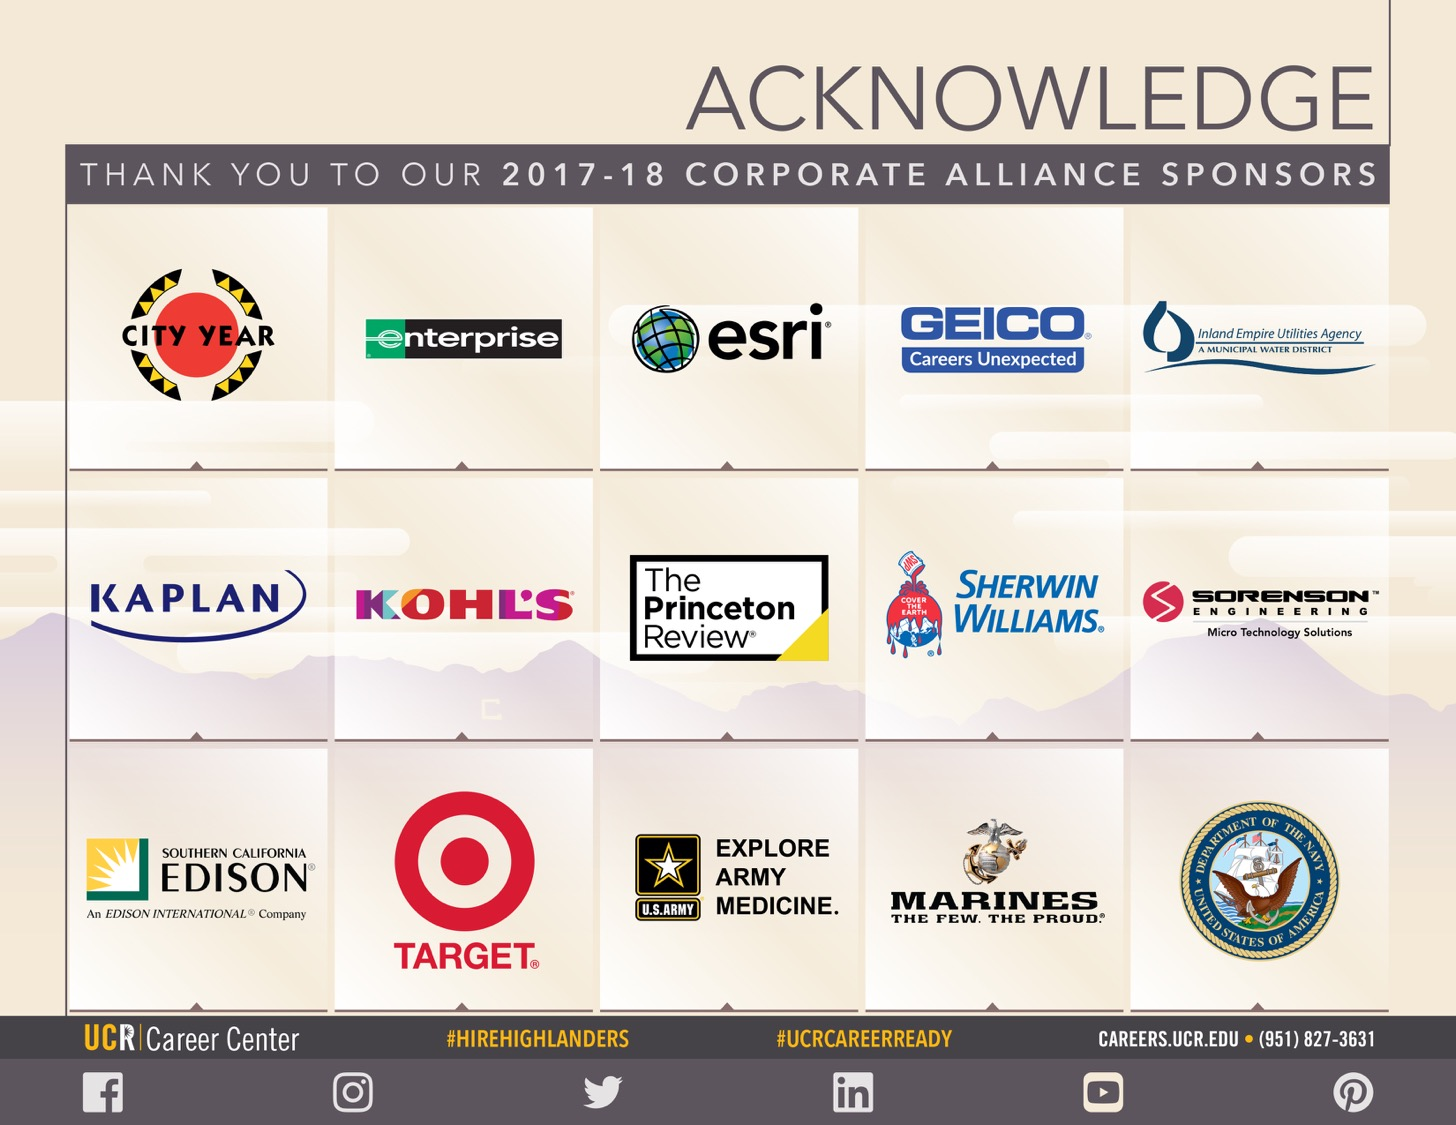 ACKNOWLEDGE
THANK YOU TO OUR 2017-18 CORPORATE ALLIANCE SPONSORS
CITY YEAR
enterprise
esri®
GEICO®
Careers Unexpected
Inland Empire Utilities Agency
A MUNICIPAL WATER DISTRICT
KAPLAN
KOHL'S®
The
Princeton
Review®
SWP
COVER
THE
EARTH
®
SHERWIN
WILLIAMS®
SORENSON™
ENGINEERING
Micro Technology Solutions
SOUTHERN CALIFORNIA
EDISON®
An EDISON INTERNATIONAL® Company
TARGET®
U.S.ARMY
EXPLORE
ARMY
MEDICINE.
MARINES
THE FEW. THE PROUD.®
DEPARTMENT OF THE NAVY
UNITED STATES OF AMERICA
UCR Career Center
#HIREHIGHLANDERS
#UCRCAREERREADY
CAREERS.UCR.EDU • (951) 827-3631